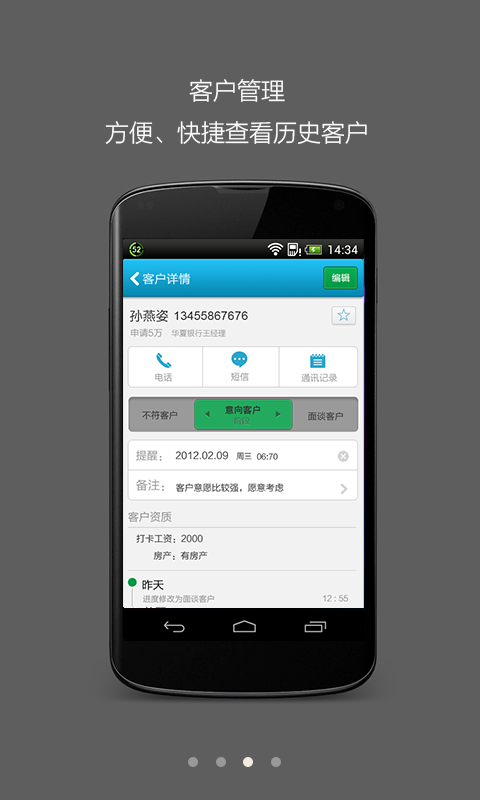 客户管理
方便、快捷查看历史客户
52
14:34
客户详情
编辑
孙燕姿 13455867676
申请5万 华夏银行王经理
电话 短信 通讯记录
不符客户 意向客户 面谈客户
提醒: 2012.02.09 周三 06:70
备注: 客户意愿比较强,愿意考虑
客户资质
打卡工资:2000
房产:有房产
昨天
进度修改为面谈客户 12:55